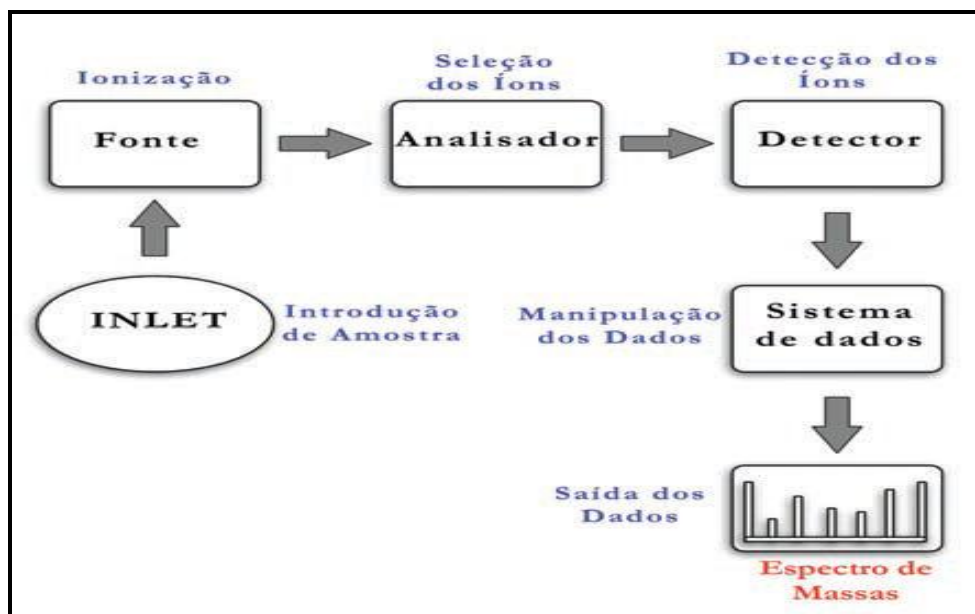 Ionização
Fonte
Seleção
dos Íons
Analisador
Detecção dos
Íons
Detector
INLET
Introdução
de Amostra
Manipulação
dos Dados
Sistema
de dados
Saída dos
Dados
Espectro de
Massas